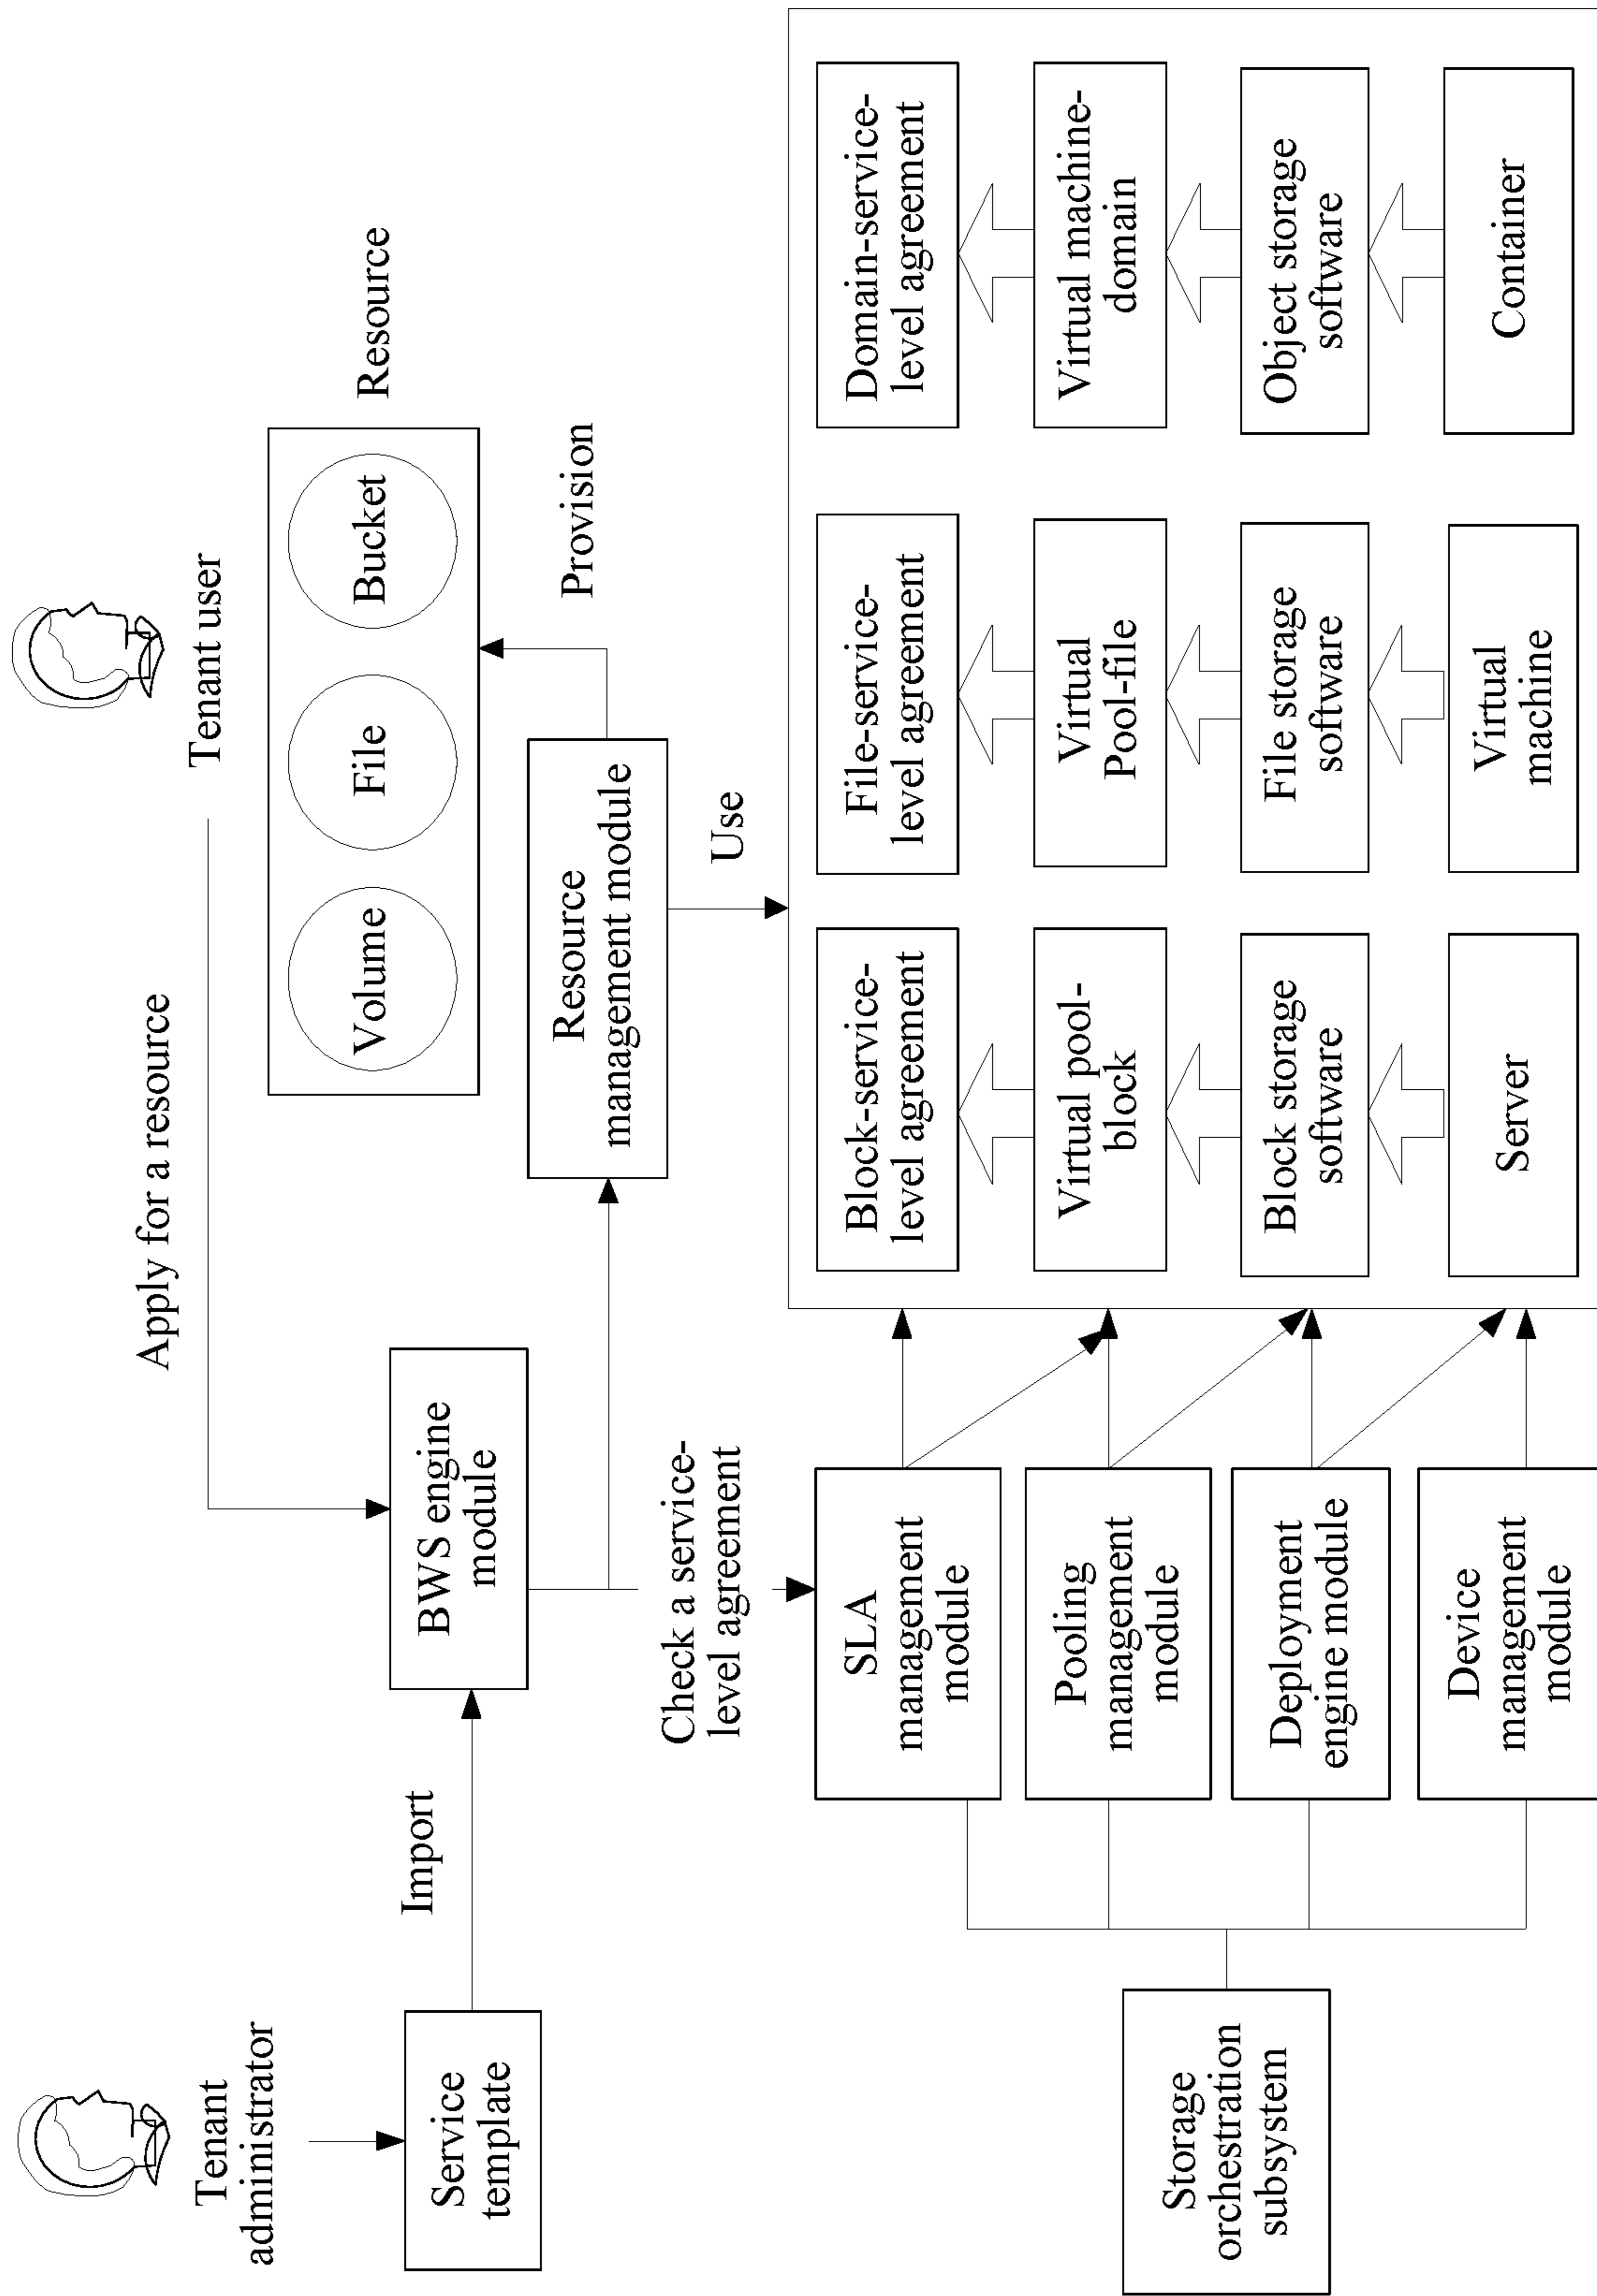 Tenant
administrator
Service
template
Import
Tenant user
Apply for a resource
BWS engine
module
Resource
Volume
File
Bucket
Provision
Resource
management module
Use
Check a service-
level agreement
Storage
orchestration
subsystem
SLA
management
module
Pooling
management
module
Deployment
engine module
Device
management
module
Block-service-
level agreement
File-service-
level agreement
Domain-service-
level agreement
Virtual pool-
block
Virtual
Pool-file
Virtual machine-
domain
Block storage
software
File storage
software
Object storage
software
Server
Virtual
machine
Container